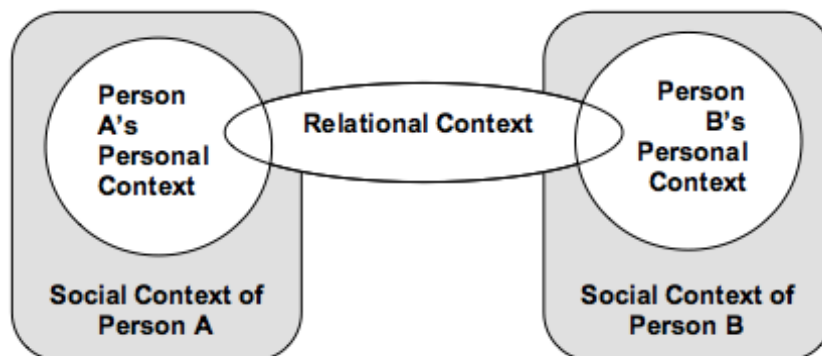 Person
A's
Personal
Context
Relational Context
Person
B's
Personal
Context
Social Context of
Person A
Social Context of
Person B